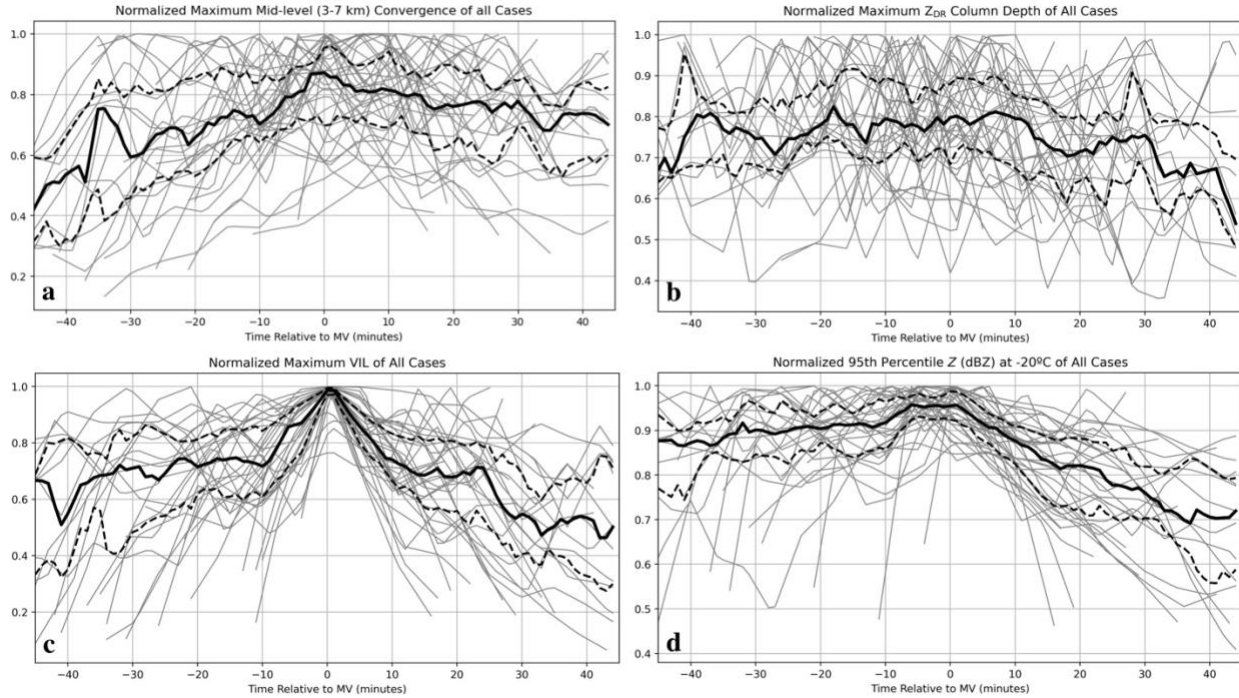 Normalized Maximum Mid-level (3-7 km) Convergence of all Cases
1.0
0.8
0.6
0.4
0.2
a
−40 −30 −20 −10 0 10 20 30 40
Time Relative to MV (minutes)
Normalized Maximum Z_DR Column Depth of All Cases
1.0
0.9
0.8
0.7
0.6
0.5
0.4
b
−40 −30 −20 −10 0 10 20 30 40
Time Relative to MV (minutes)
Normalized Maximum VIL of All Cases
1.0
0.8
0.6
0.4
0.2
c
−40 −30 −20 −10 0 10 20 30 40
Time Relative to MV (minutes)
Normalized 95th Percentile Z (dBZ) at -20ºC of All Cases
1.0
0.9
0.8
0.7
0.6
0.5
0.4
d
−40 −30 −20 −10 0 10 20 30 40
Time Relative to MV (minutes)